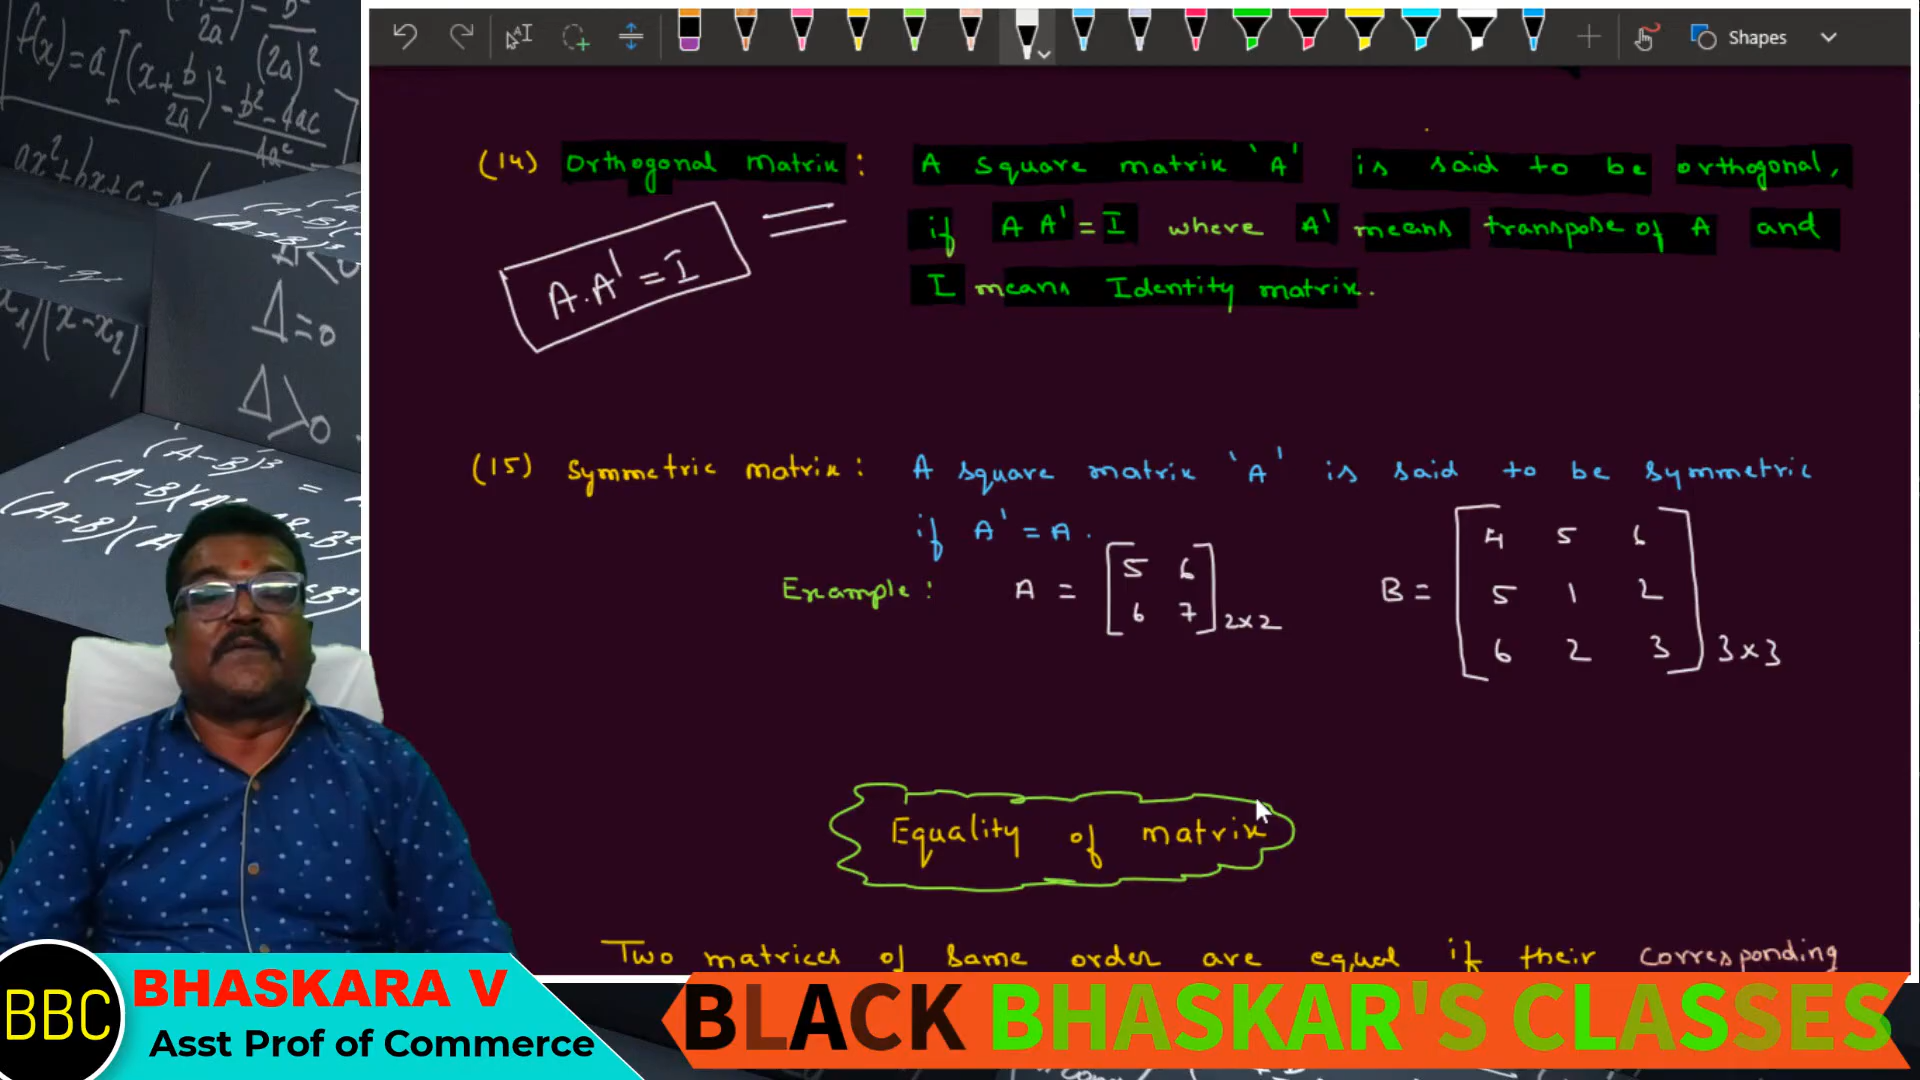 Shapes
(14) Orthogonal Matrix : A square matrix 'A' is said to be orthogonal,
if A A' = I where A' means transpose of A and
I means Identity matrix.
A.A' = I
(15) Symmetric matrix : A square matrix 'A' is said to be symmetric
if A' = A.
Example : A = [5 6
6 7] 2x2
B = [4 5 6
5 1 2
6 2 3] 3x3
Equality of matrix
Two matrices of same order are equal if their corresponding
Δ=0
Δ>0
BBC
BHASKARA V
Asst Prof of Commerce
BLACK BHASKAR'S CLASSES